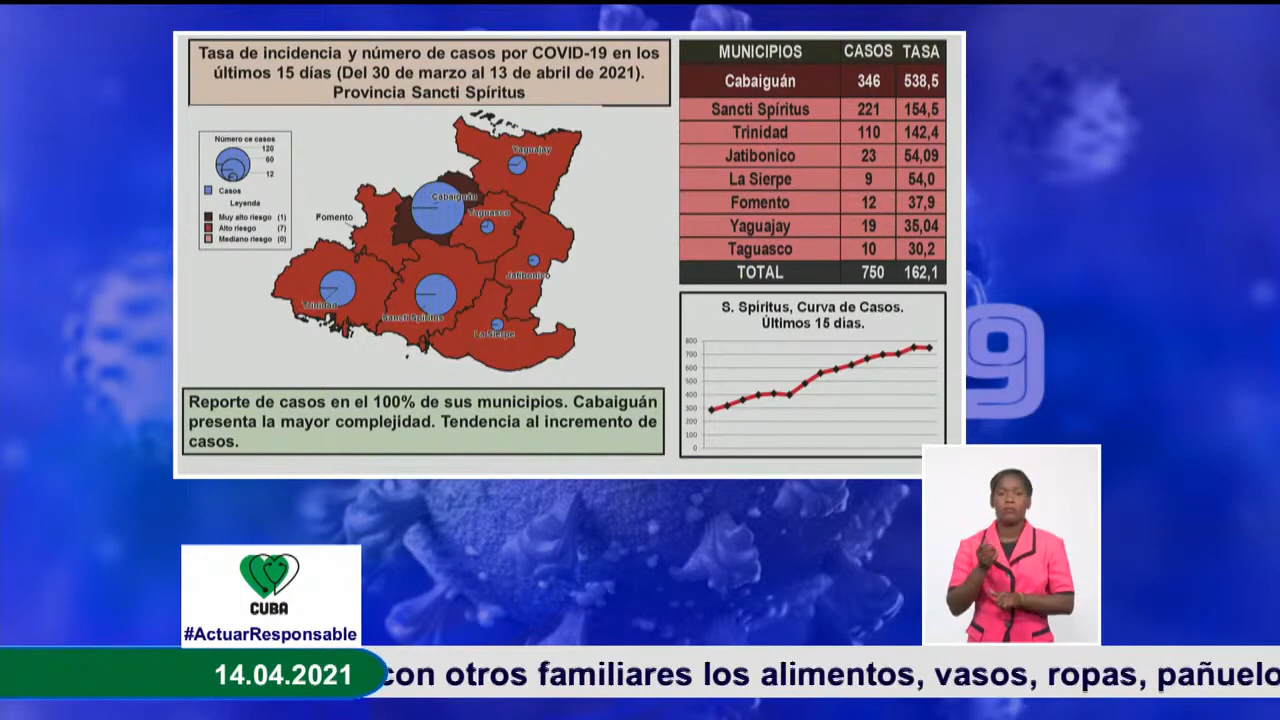 Tasa de incidencia y número de casos por COVID-19 en los
últimos 15 días (Del 30 de marzo al 13 de abril de 2021).
Provincia Sancti Spíritus
Número de casos
120
60
12
Casos
Leyenda
Muy alto riesgo (1)
Alto riesgo (7)
Mediano riesgo (0)
Yaguajay
Cabaiguán
Taguasco
Fomento
Jatibonico
Trinidad
Sancti Spíritus
La Sierpe
Reporte de casos en el 100% de sus municipios. Cabaiguán
presenta la mayor complejidad. Tendencia al incremento de
casos.
MUNICIPIOS CASOS TASA
Cabaiguán 346 538,5
Sancti Spíritus 221 154,5
Trinidad 110 142,4
Jatibonico 23 54,09
La Sierpe 9 54,0
Fomento 12 37,9
Yaguajay 19 35,04
Taguasco 10 30,2
TOTAL 750 162,1
S. Spíritus, Curva de Casos.
Últimos 15 días.
800
700
600
500
400
300
200
100
0
9
CUBA
#ActuarResponsable
14.04.2021
con otros familiares los alimentos, vasos, ropas, pañuelo